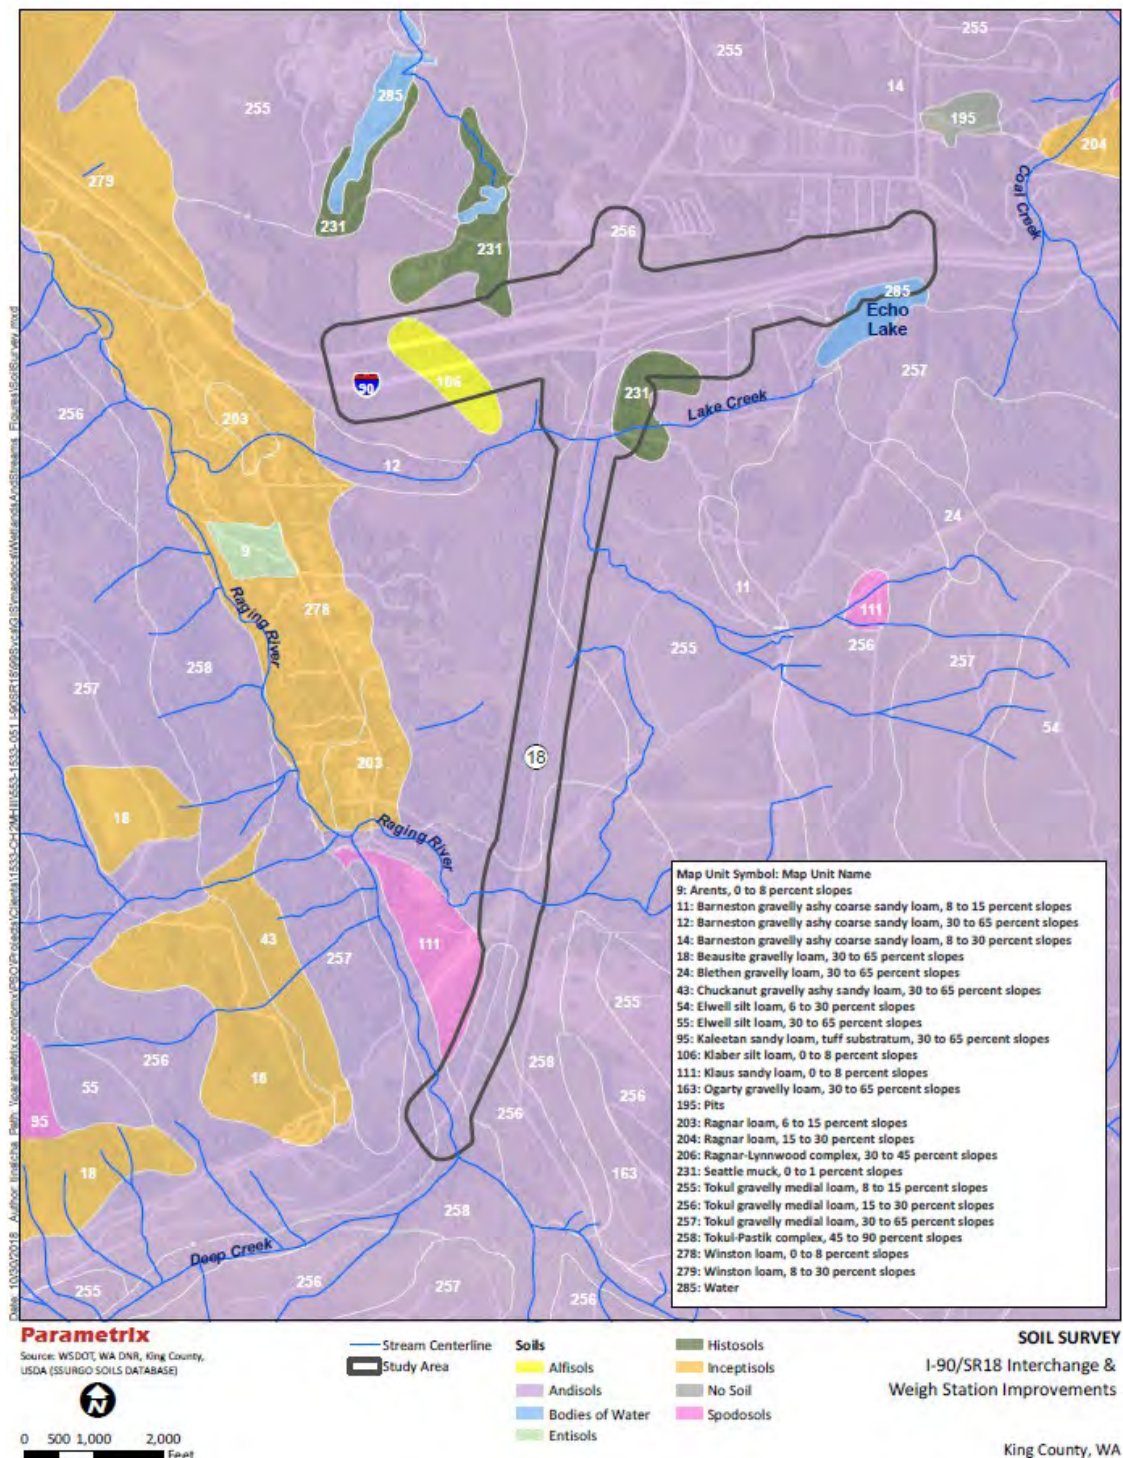 255
255
285
14
255
195
204
279
Coal Creek
231
256
231
285
Echo
Lake
257
106
90
231
Lake Creek
256
203
12
24
9
11
Raging River
278
111
255
256
258
257
257
54
203
18
18
Raging River
43
111
257
255
258
256
256
256
55
18
95
18
163
258
Deep Creek
255
256
257
256
Map Unit Symbol: Map Unit Name
9: Arents, 0 to 8 percent slopes
11: Barneston gravelly ashy coarse sandy loam, 8 to 15 percent slopes
12: Barneston gravelly ashy coarse sandy loam, 30 to 65 percent slopes
14: Barneston gravelly ashy coarse sandy loam, 8 to 30 percent slopes
18: Beausite gravelly loam, 30 to 65 percent slopes
24: Blethen gravelly loam, 30 to 65 percent slopes
43: Chuckanut gravelly ashy sandy loam, 30 to 65 percent slopes
54: Elwell silt loam, 6 to 30 percent slopes
55: Elwell silt loam, 30 to 65 percent slopes
95: Kaleetan sandy loam, tuff substratum, 30 to 65 percent slopes
106: Klaber silt loam, 0 to 8 percent slopes
111: Klaus sandy loam, 0 to 8 percent slopes
163: Ogarty gravelly loam, 30 to 65 percent slopes
195: Pits
203: Ragnar loam, 6 to 15 percent slopes
204: Ragnar loam, 15 to 30 percent slopes
206: Ragnar-Lynnwood complex, 30 to 45 percent slopes
231: Seattle muck, 0 to 1 percent slopes
255: Tokul gravelly medial loam, 8 to 15 percent slopes
256: Tokul gravelly medial loam, 15 to 30 percent slopes
257: Tokul gravelly medial loam, 30 to 65 percent slopes
258: Tokul-Pastik complex, 45 to 90 percent slopes
278: Winston loam, 0 to 8 percent slopes
279: Winston loam, 8 to 30 percent slopes
285: Water
Parametrix
Source: WSDOT, WA DNR, King County,
USDA (SSURGO SOILS DATABASE)
N
0 500 1,000 2,000
Feet
Stream Centerline
Study Area
Soils
Alfisols
Andisols
Bodies of Water
Entisols
Histosols
Inceptisols
No Soil
Spodosols
SOIL SURVEY
I-90/SR18 Interchange &
Weigh Station Improvements
King County, WA